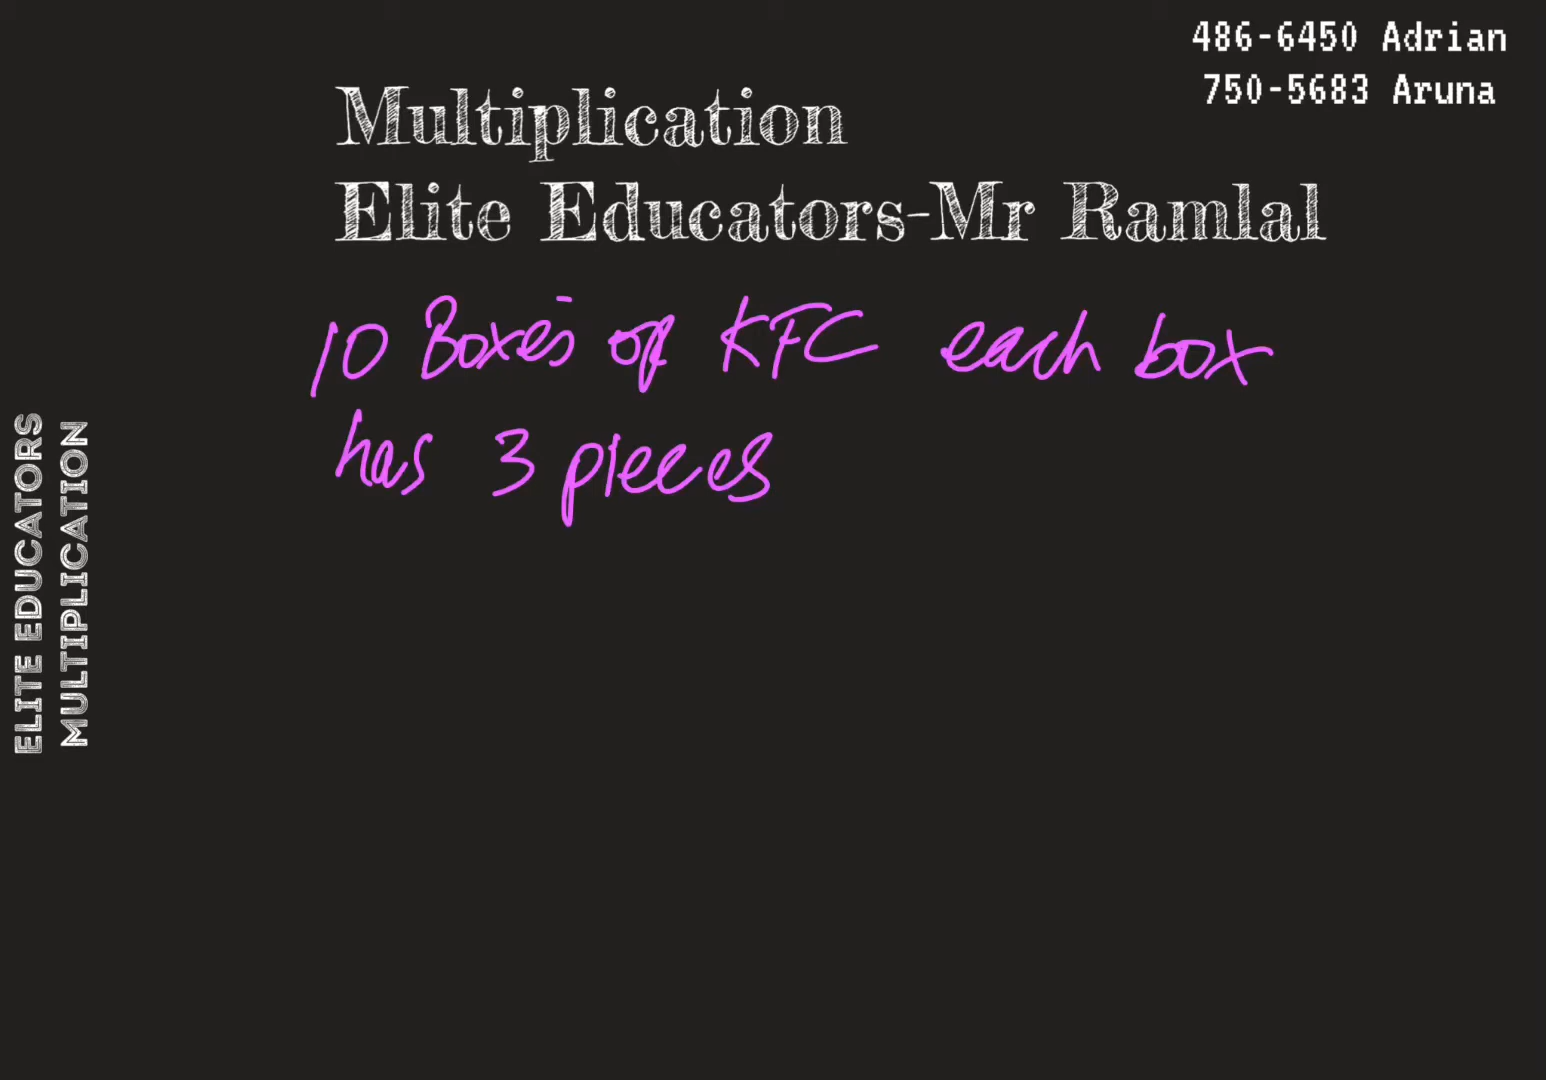 486-6450 Adrian
750-5683 Aruna
Multiplication
Elite Educators-Mr Ramlal
10 Boxes of KFC each box
has 3 pieces
ELITE EDUCATORS
MULTIPLICATION